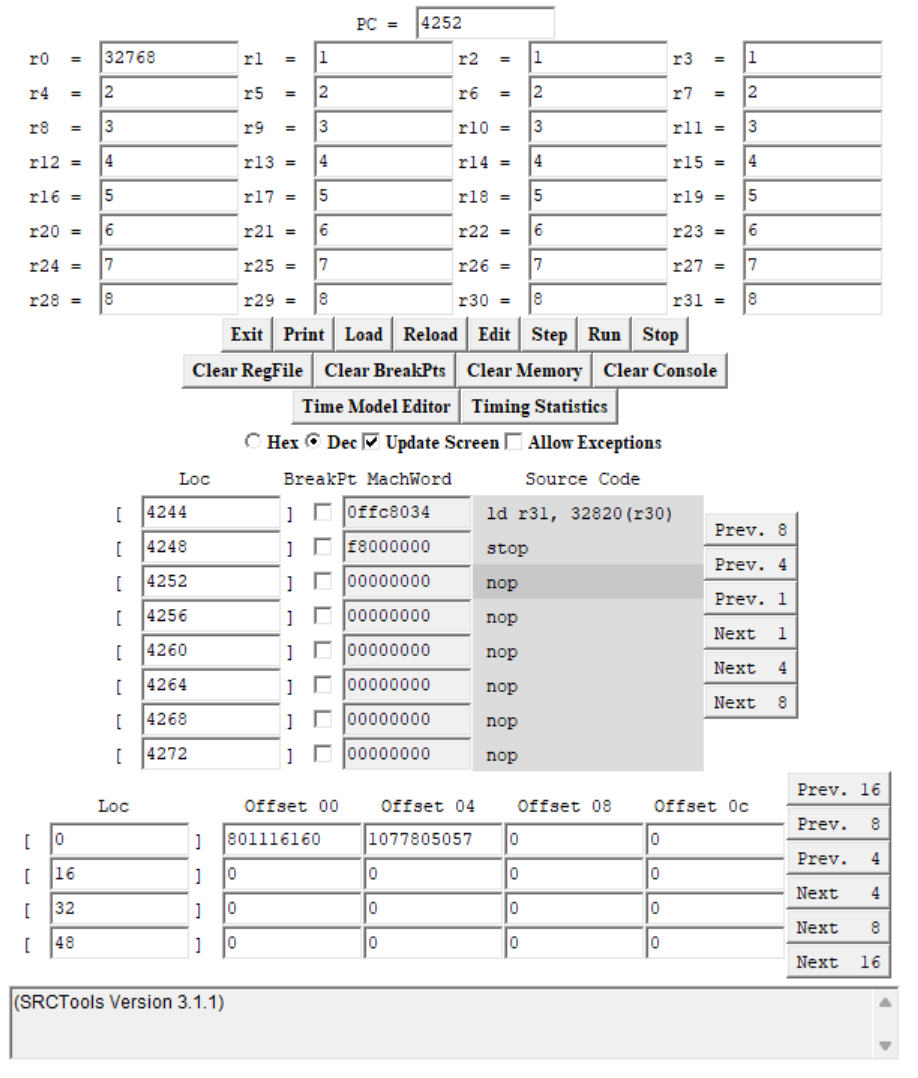 PC = 4252
r0 = 32768 r1 = 1 r2 = 1 r3 = 1
r4 = 2 r5 = 2 r6 = 2 r7 = 2
r8 = 3 r9 = 3 r10 = 3 r11 = 3
r12 = 4 r13 = 4 r14 = 4 r15 = 4
r16 = 5 r17 = 5 r18 = 5 r19 = 5
r20 = 6 r21 = 6 r22 = 6 r23 = 6
r24 = 7 r25 = 7 r26 = 7 r27 = 7
r28 = 8 r29 = 8 r30 = 8 r31 = 8
Exit Print Load Reload Edit Step Run Stop
Clear RegFile Clear BreakPts Clear Memory Clear Console
Time Model Editor Timing Statistics
Hex Dec Update Screen Allow Exceptions
Loc BreakPt MachWord Source Code
[ 4244 ] 0ffc8034 ld r31, 32820(r30)
Prev. 8
[ 4248 ] f8000000 stop
Prev. 4
[ 4252 ] 00000000 nop
Prev. 1
[ 4256 ] 00000000 nop
Next 1
[ 4260 ] 00000000 nop
Next 4
[ 4264 ] 00000000 nop
Next 8
[ 4268 ] 00000000 nop
[ 4272 ] 00000000 nop
Prev. 16
Loc Offset 00 Offset 04 Offset 08 Offset 0c
Prev. 8
[ 0 ] 801116160 1077805057 0 0
Prev. 4
[ 16 ] 0 0 0 0
Next 4
[ 32 ] 0 0 0 0
Next 8
[ 48 ] 0 0 0 0
Next 16
(SRCTools Version 3.1.1)